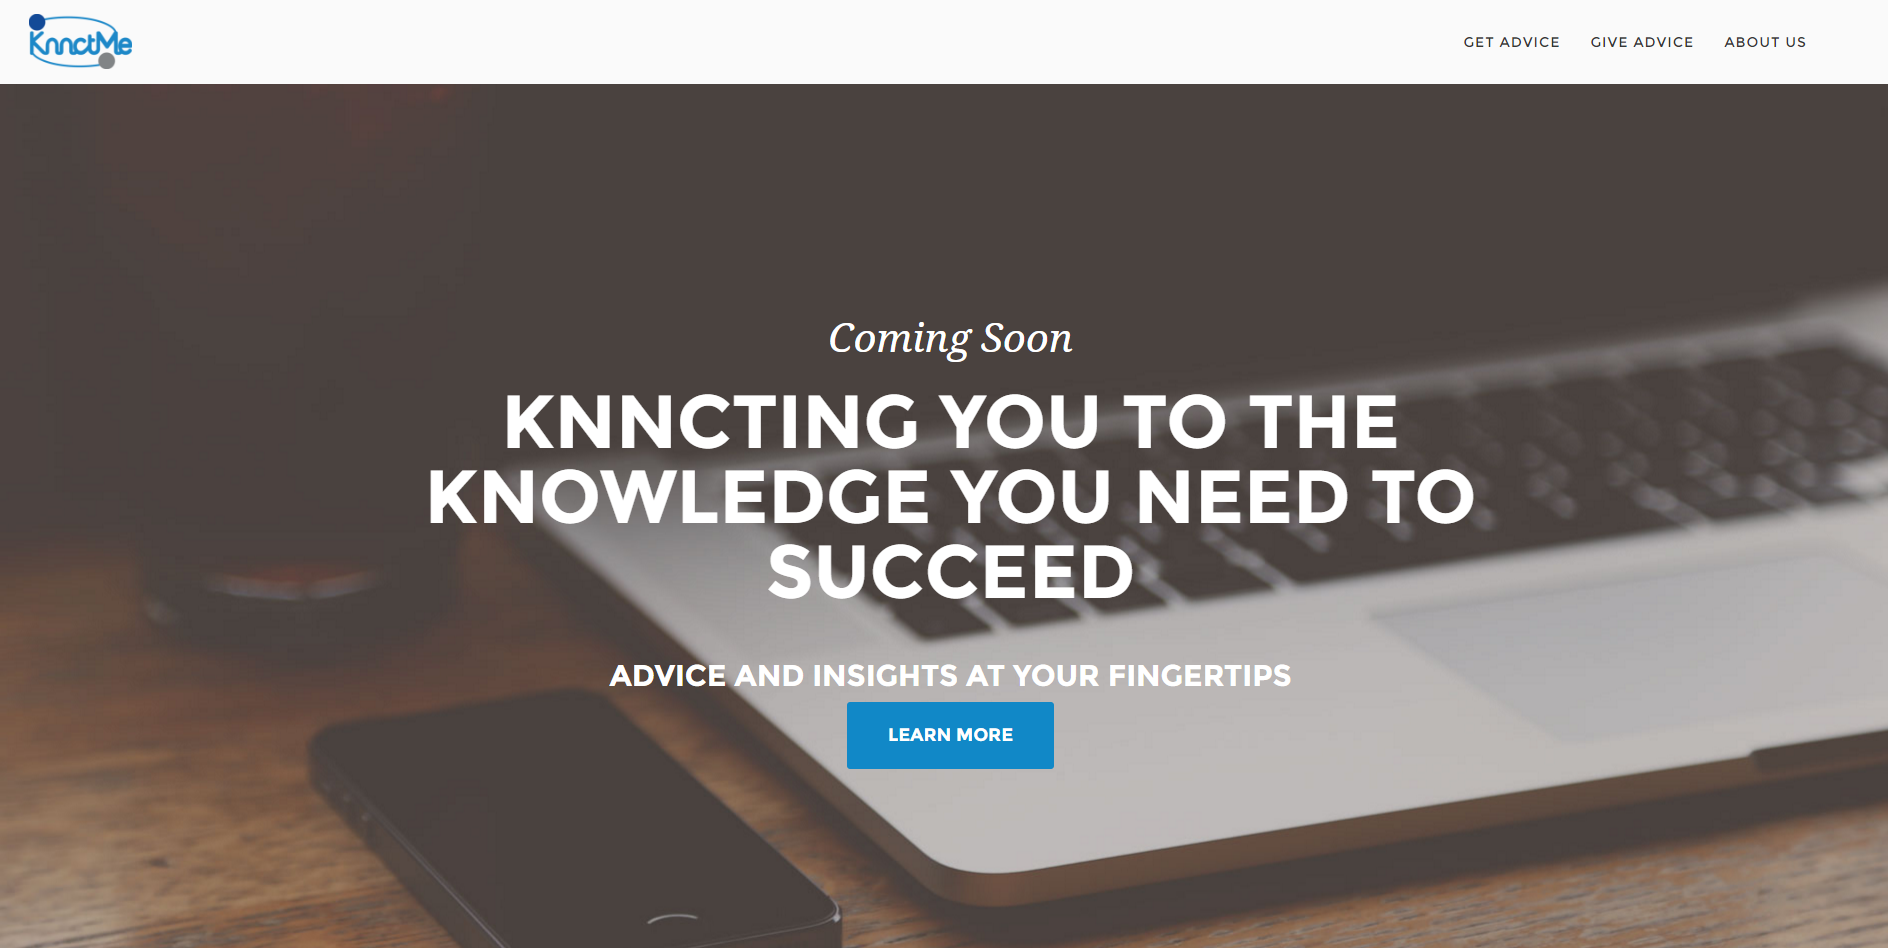 KnnctMe
GET ADVICE GIVE ADVICE ABOUT US
Coming Soon
KNNCTING YOU TO THE
KNOWLEDGE YOU NEED TO
SUCCEED
ADVICE AND INSIGHTS AT YOUR FINGERTIPS
LEARN MORE